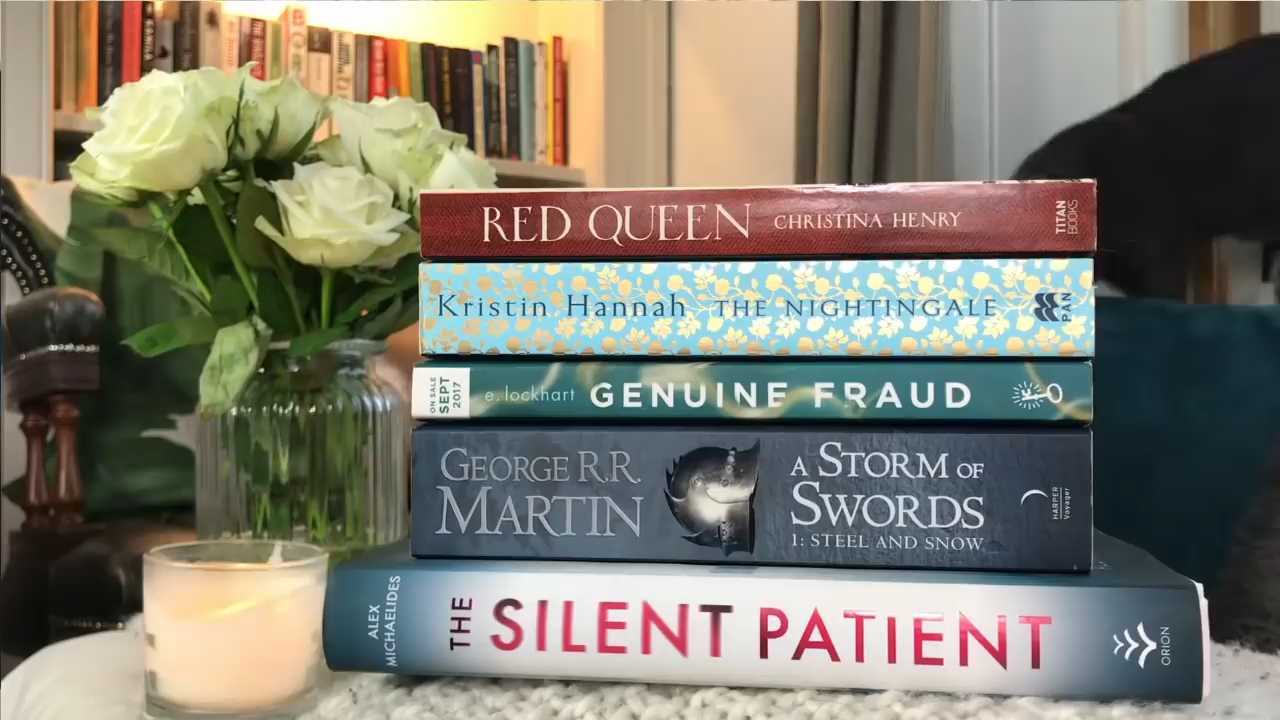 RED QUEEN CHRISTINA HENRY TITAN BOOKS
Kristin Hannah THE NIGHTINGALE PAN
ON SALE SEPT 2017 e. lockhart GENUINE FRAUD
GEORGE R.R. MARTIN
A STORM OF SWORDS
1: STEEL AND SNOW
HARPER Voyager
ALEX MICHAELIDES THE SILENT PATIENT ORION